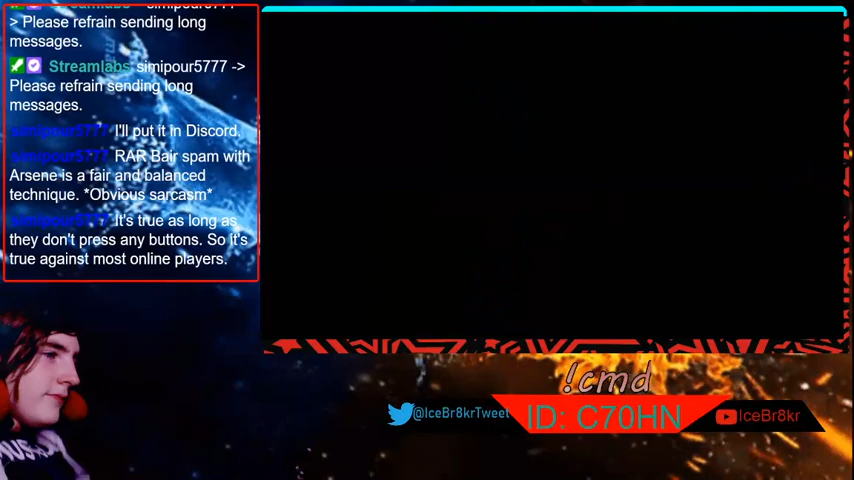 Streamlabs simipour5777 -
> Please refrain sending long
messages.
Streamlabs simipour5777 ->
Please refrain sending long
messages.
simipour5777 I'll put it in Discord.
simipour5777 RAR Bair spam with
Arsene is a fair and balanced
technique. *Obvious sarcasm*
simipour5777 It's true as long as
they don't press any buttons. So it's
true against most online players.
!cmd
@IceBr8krTweet
ID: C70HN
IceBr8kr